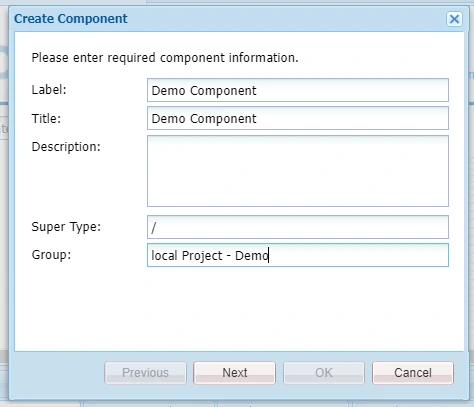 Create Component
Please enter required component information.
Label: Demo Component
Title: Demo Component
Description:
Super Type: /
Group: local Project - Demo
Previous Next OK Cancel